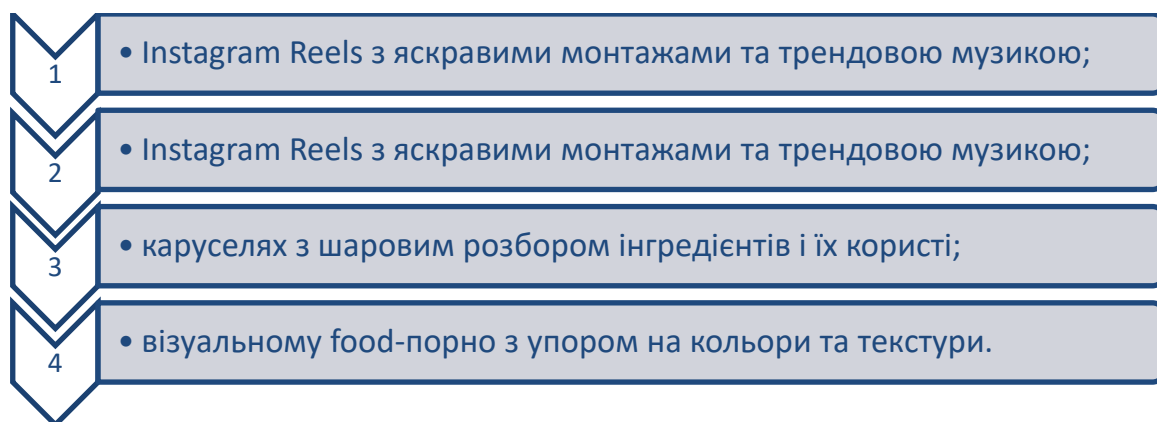 1
• Instagram Reels з яскравими монтажами та трендовою музикою;
2
• Instagram Reels з яскравими монтажами та трендовою музикою;
3
• каруселях з шаровим розбором інгредієнтів і їх користі;
4
• візуальному food-порно з упором на кольори та текстури.